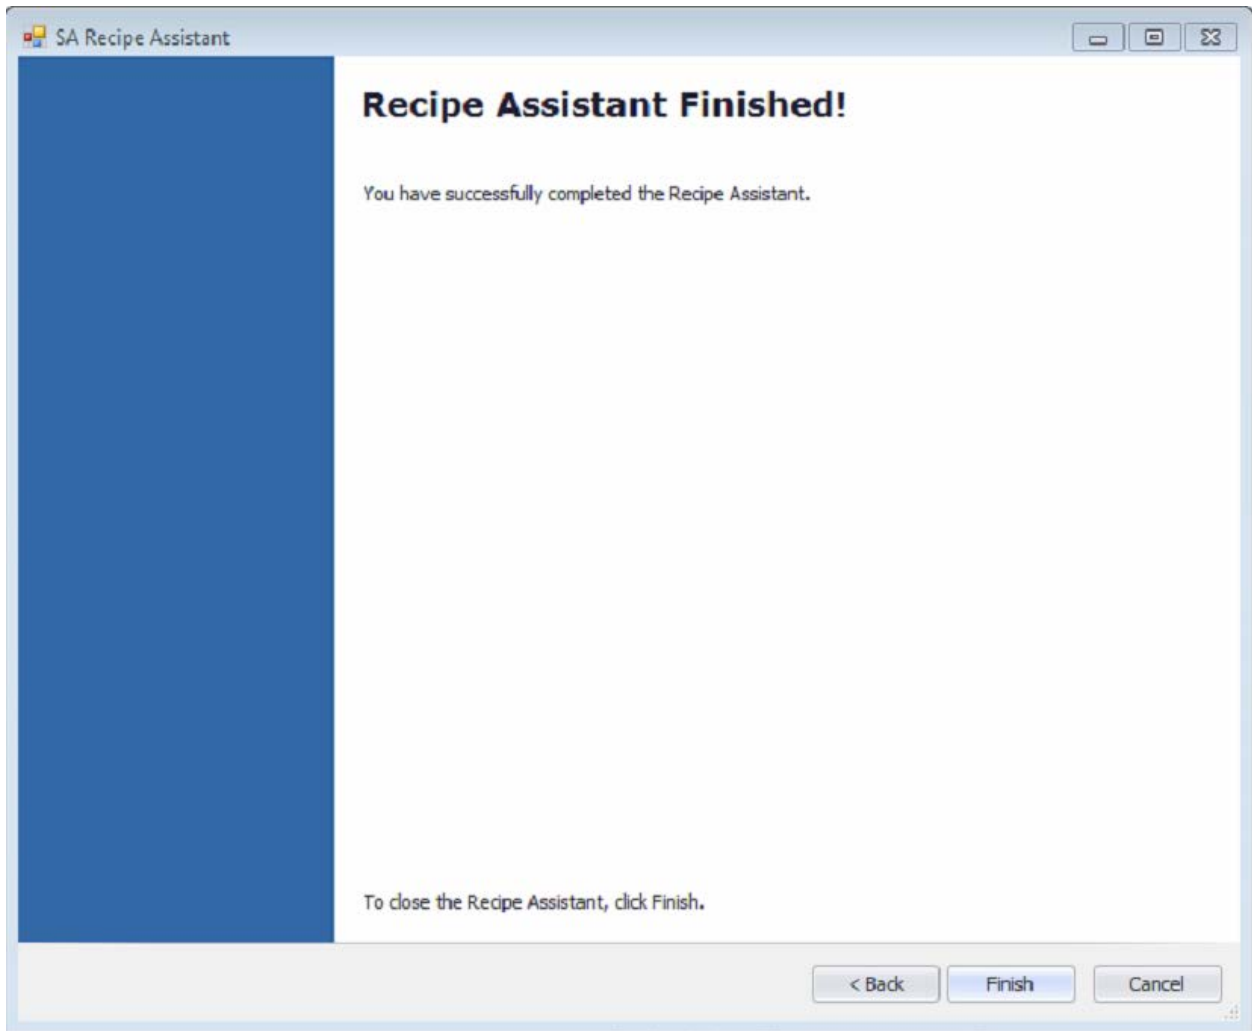 SA Recipe Assistant
Recipe Assistant Finished!
You have successfully completed the Recipe Assistant.
To close the Recipe Assistant, click Finish.
< Back
Finish
Cancel